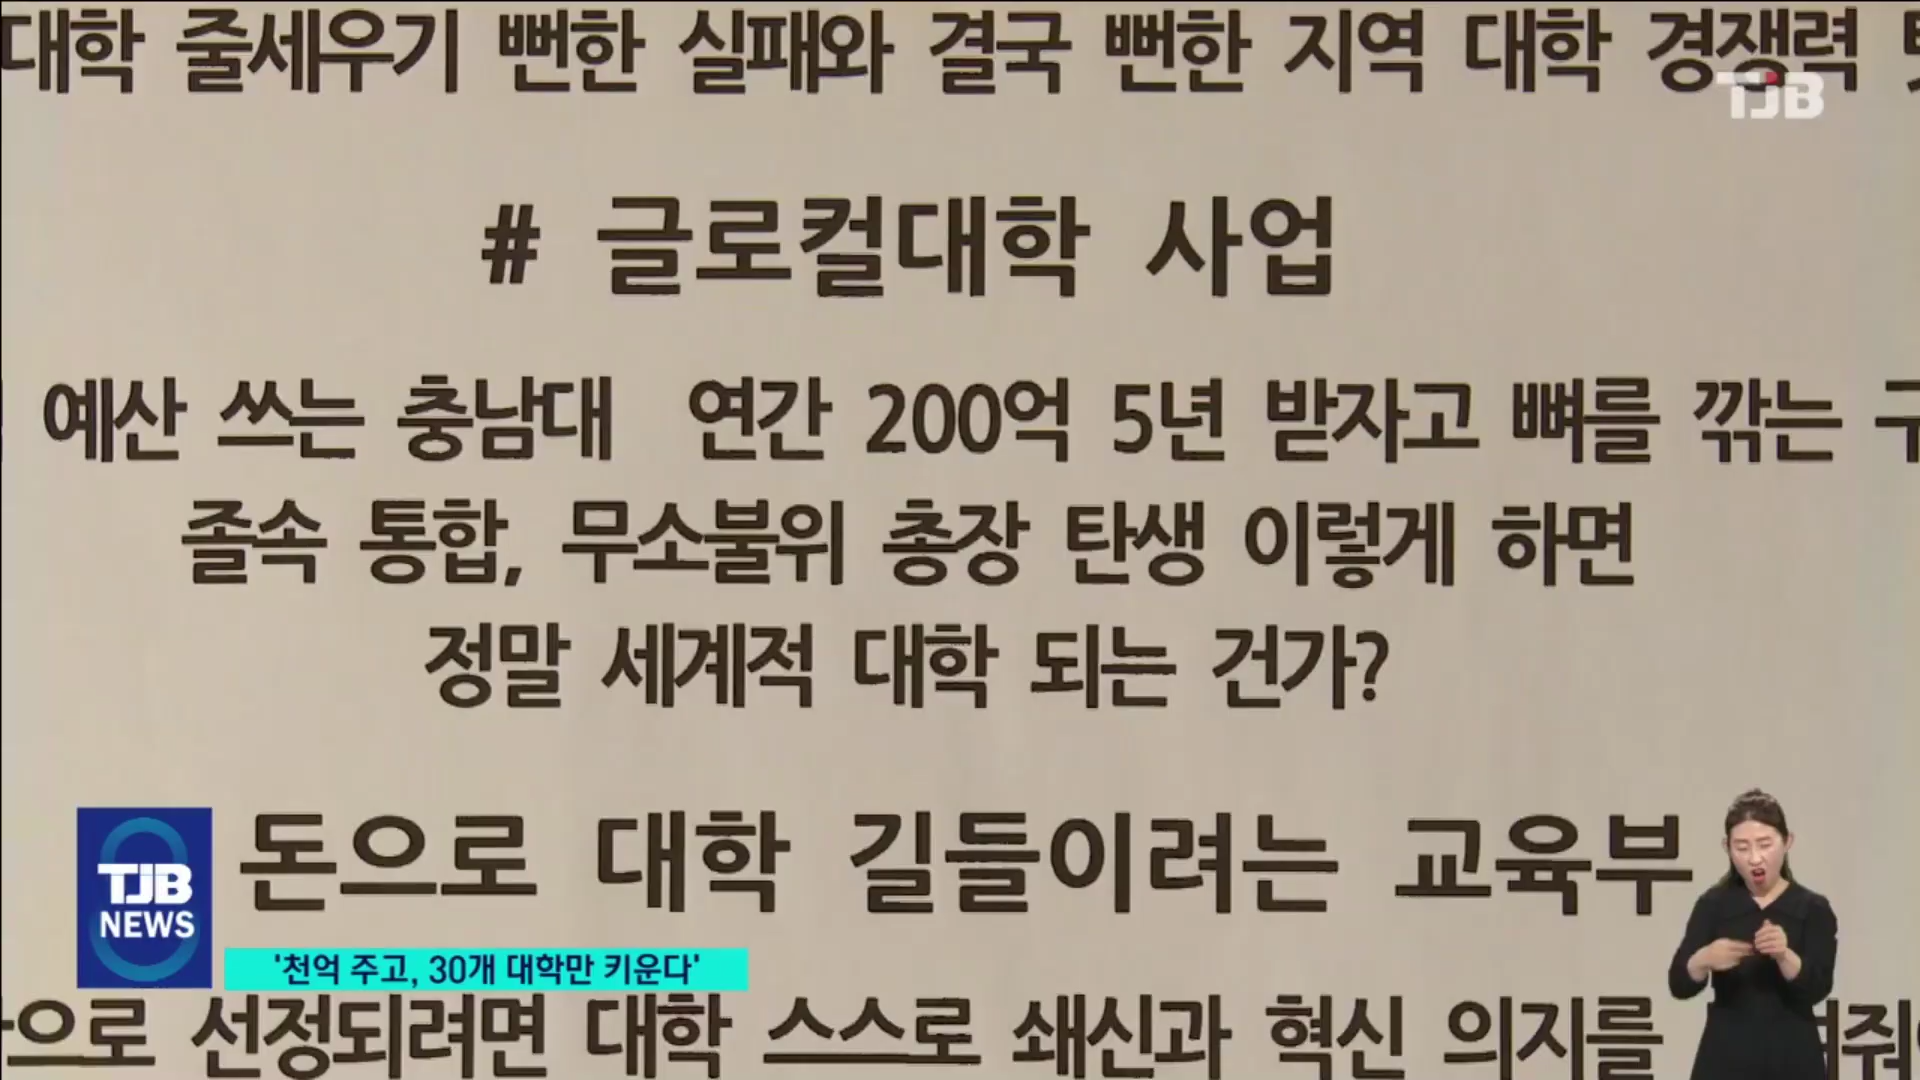 대학 줄세우기 뻔한 실패와 결국 뻔한 지역 대학 경쟁력
TJB
# 글로컬대학 사업
예산 쓰는 충남대 연간 200억 5년 받자고 뼈를 깎는
졸속 통합, 무소불위 총장 탄생 이렇게 하면
정말 세계적 대학 되는 건가?
돈으로 대학 길들이려는 교육부
TJB
NEWS
'천억 주고, 30개 대학만 키운다'
으로 선정되려면 대학 스스로 쇄신과 혁신 의지를